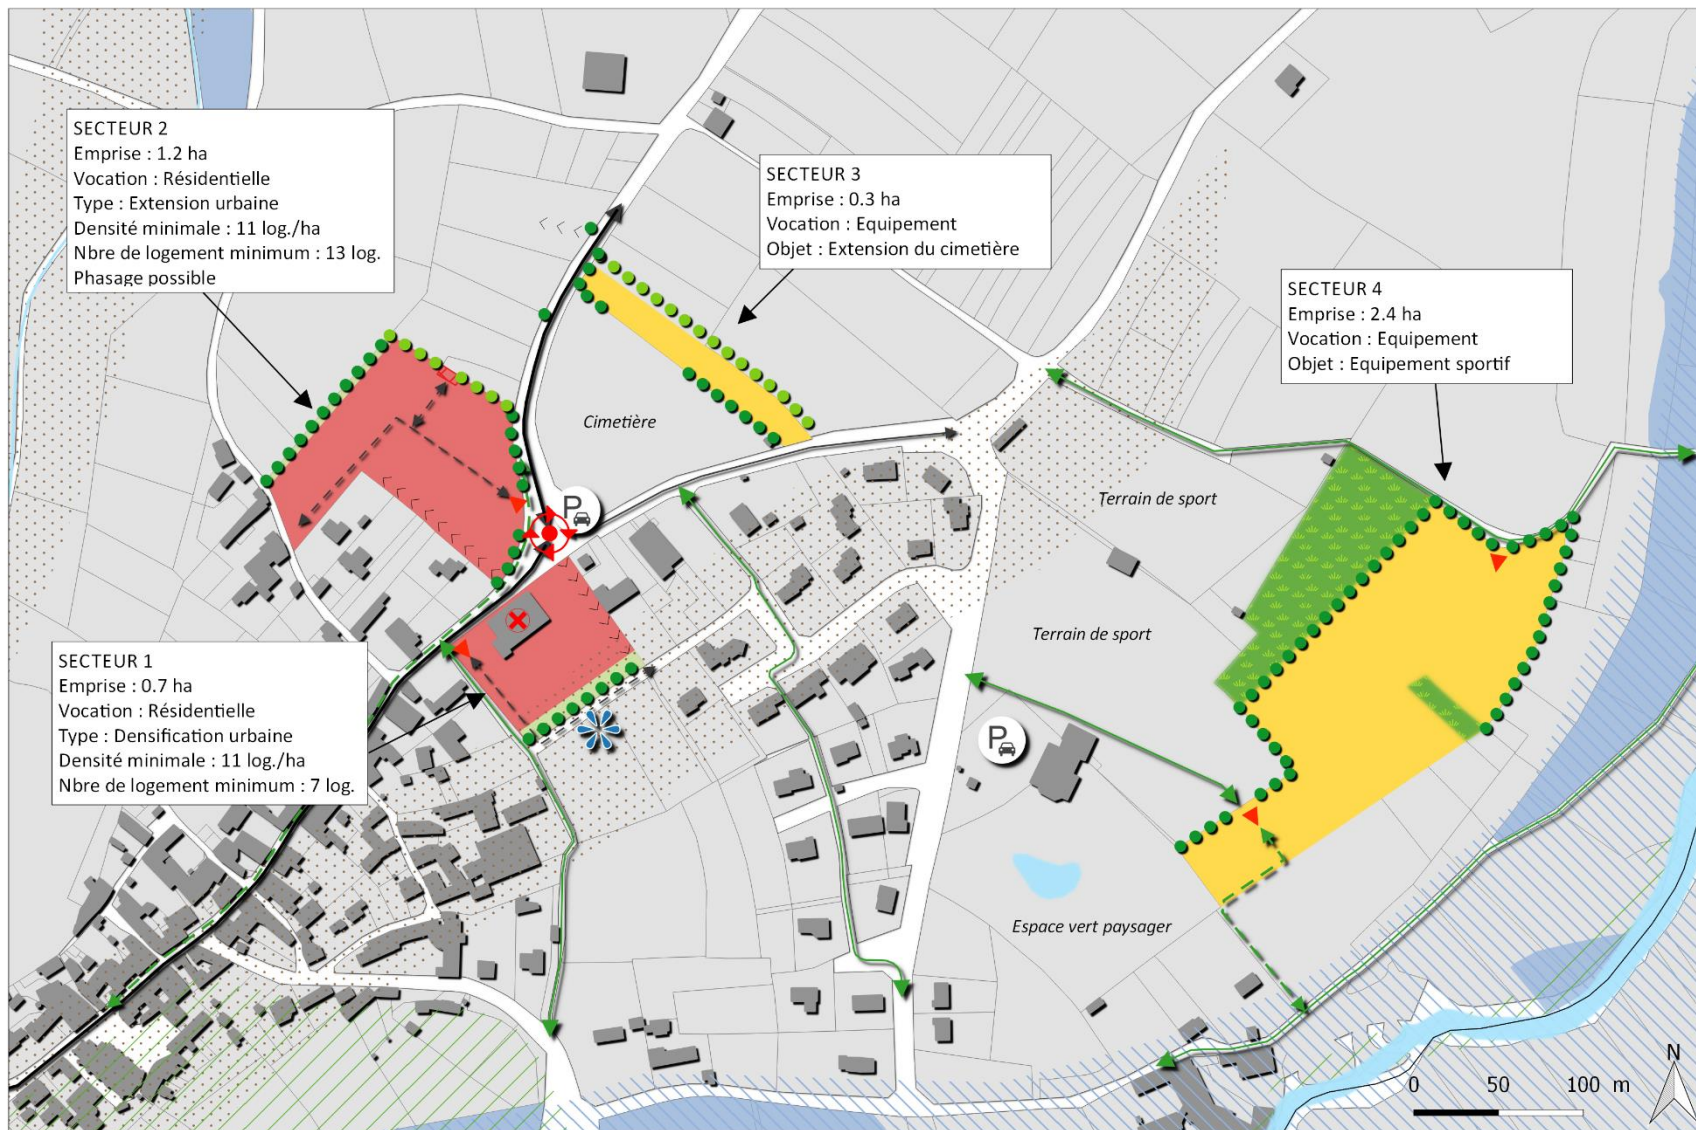 SECTEUR 2
Emprise : 1.2 ha
Vocation : Résidentielle
Type : Extension urbaine
Densité minimale : 11 log./ha
Nbre de logement minimum : 13 log.
Phasage possible
SECTEUR 3
Emprise : 0.3 ha
Vocation : Equipement
Objet : Extension du cimetière
SECTEUR 4
Emprise : 2.4 ha
Vocation : Equipement
Objet : Equipement sportif
Cimetière
P
Terrain de sport
Terrain de sport
SECTEUR 1
Emprise : 0.7 ha
Vocation : Résidentielle
Type : Densification urbaine
Densité minimale : 11 log./ha
Nbre de logement minimum : 7 log.
P
Espace vert paysager
N
0 50 100 m